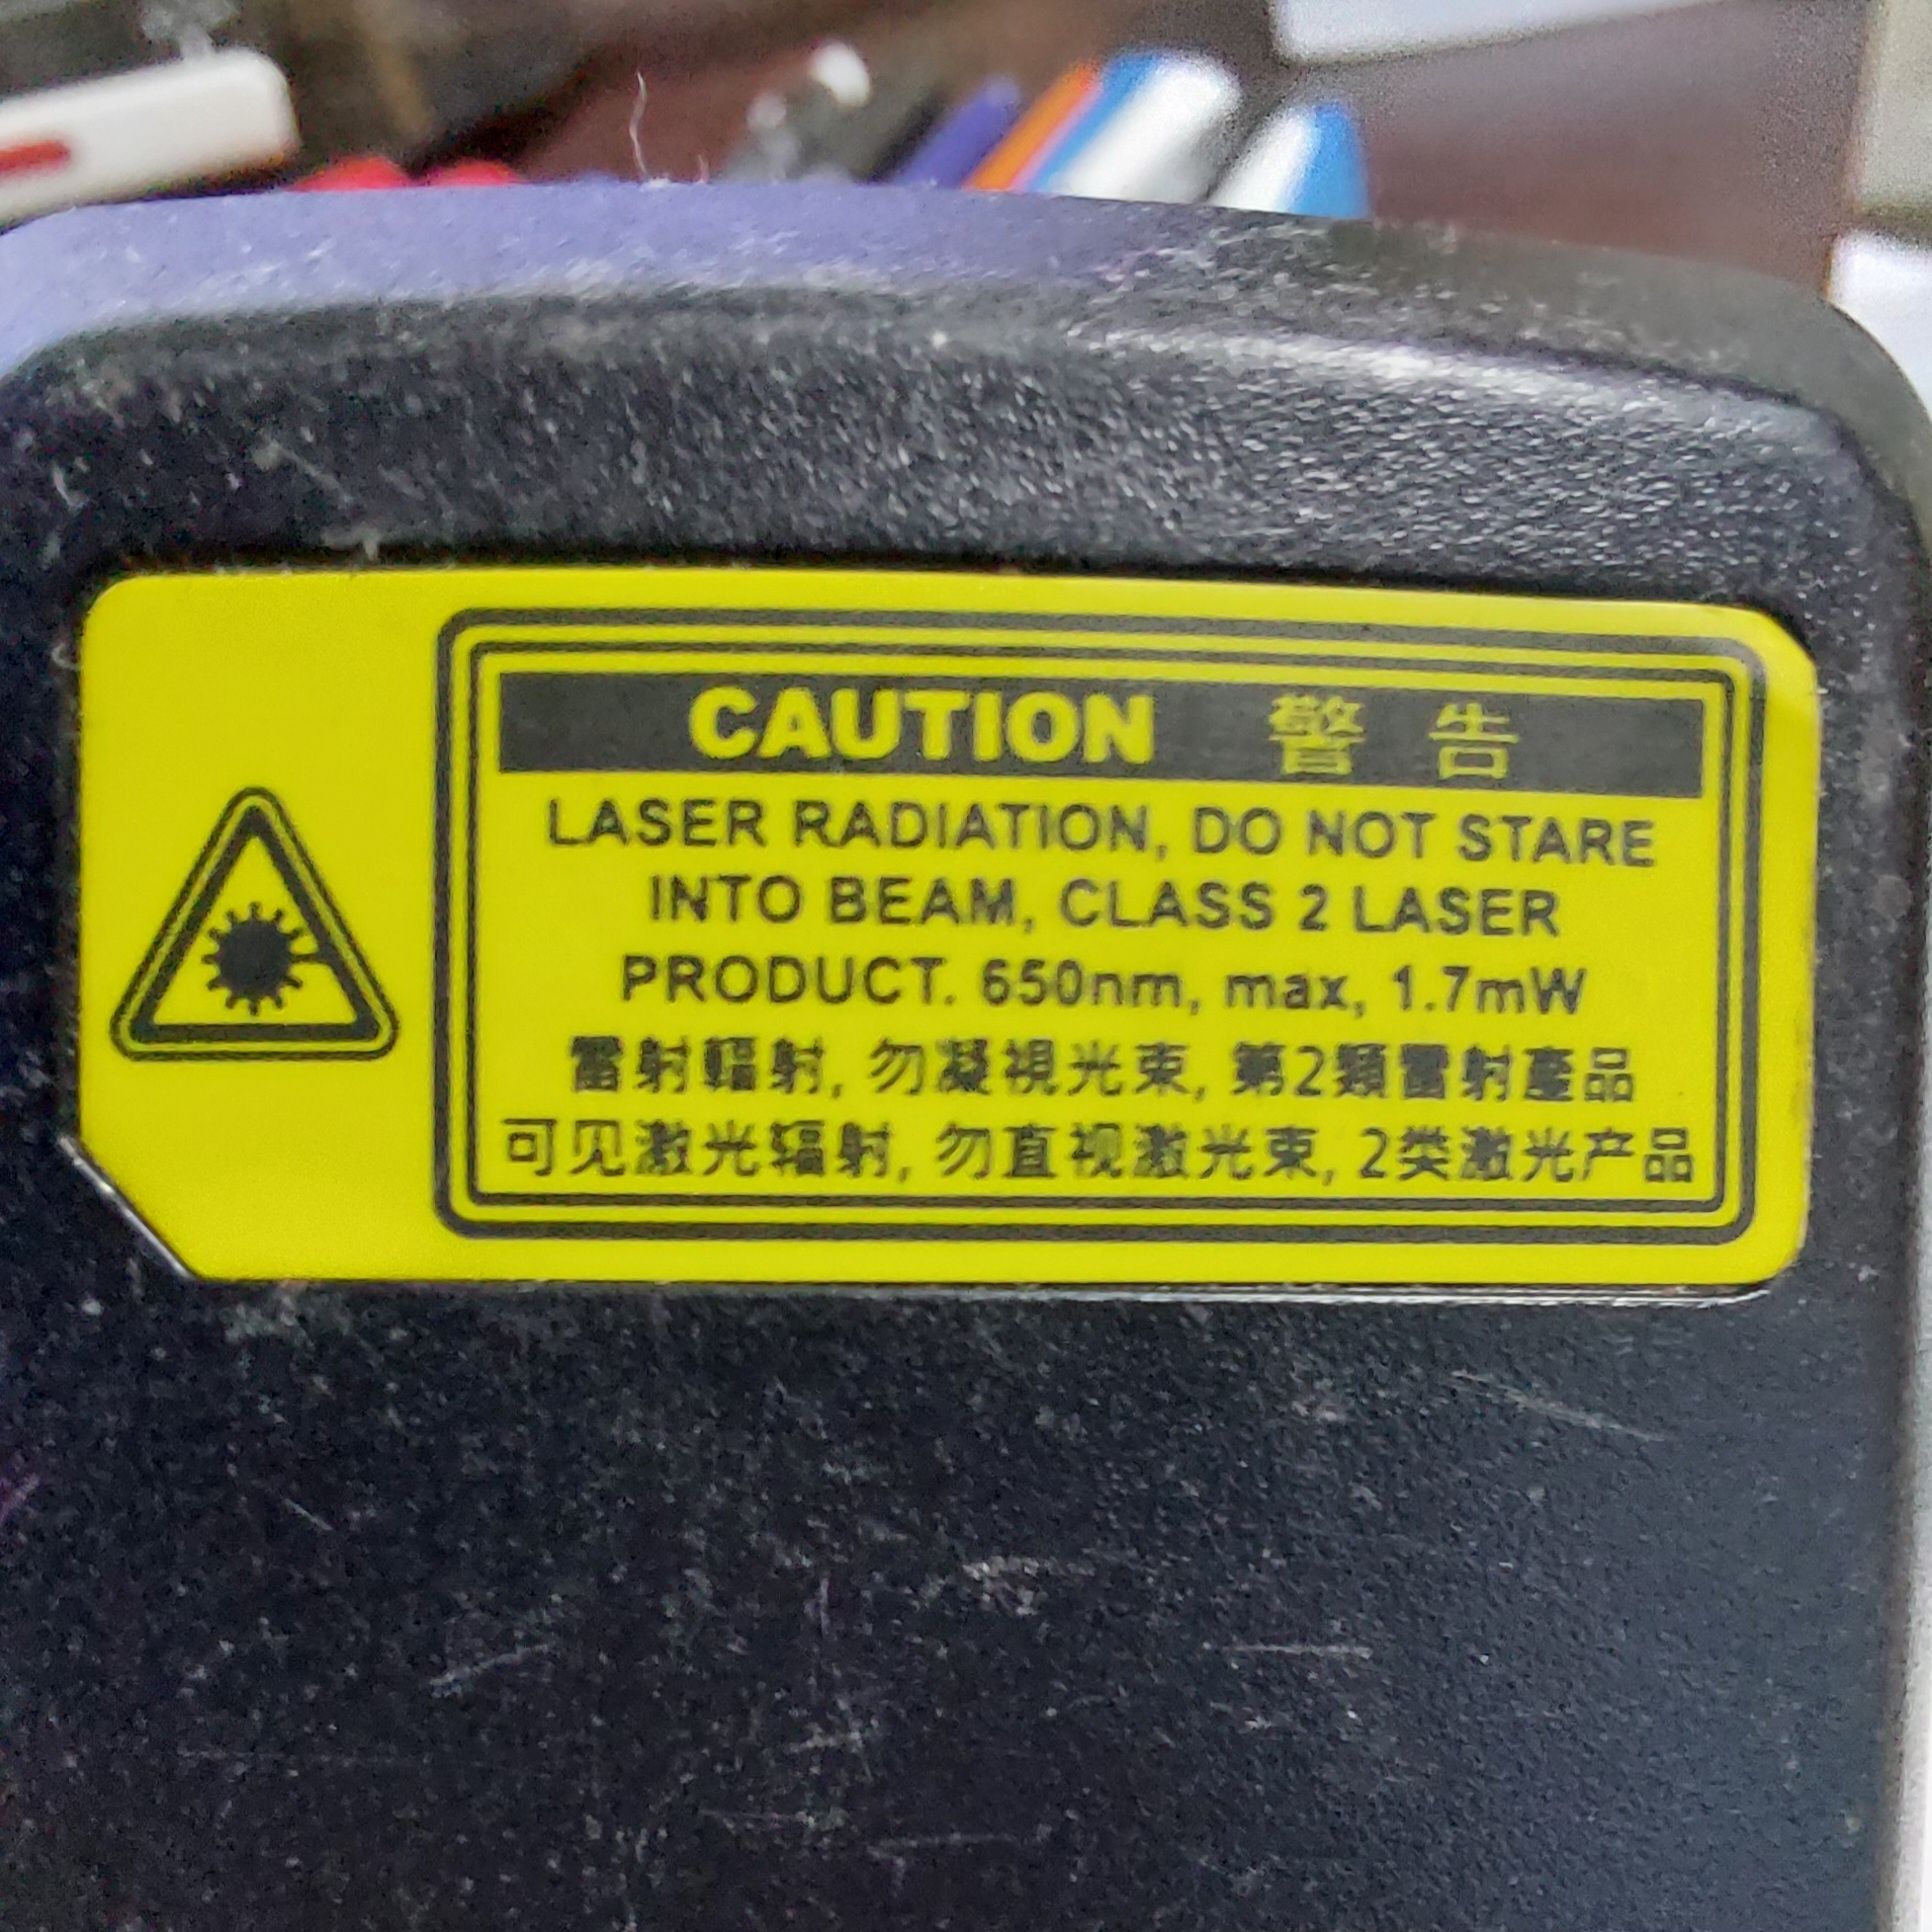 CAUTION 警告
LASER RADIATION, DO NOT STARE
INTO BEAM, CLASS 2 LASER
PRODUCT. 650nm, max, 1.7mW
雷射輻射, 勿凝視光束, 第2類雷射產品
可见激光辐射, 勿直视激光束, 2类激光产品